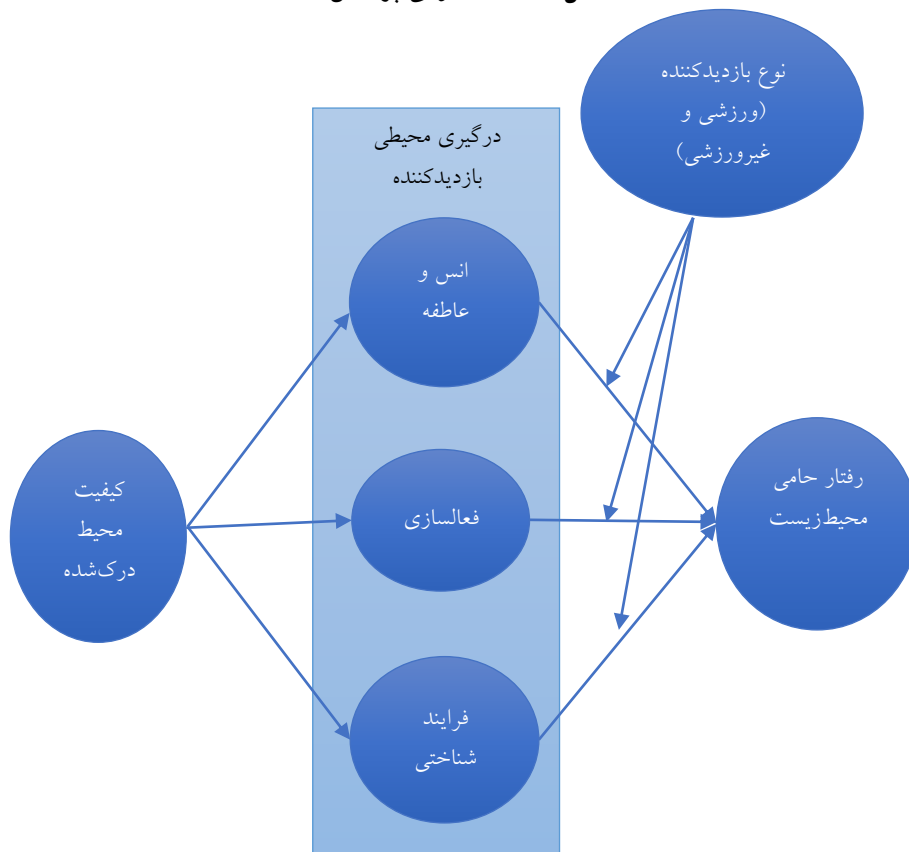 نوع بازدیدکننده
(ورزشی و
غیرورزشی)
درگیری محیطی
بازدیدکننده
انس و
عاطفه
کیفیت
محیط
درک‌شده
فعالسازی
رفتار حامی
محیط‌زیست
فرایند
شناختی